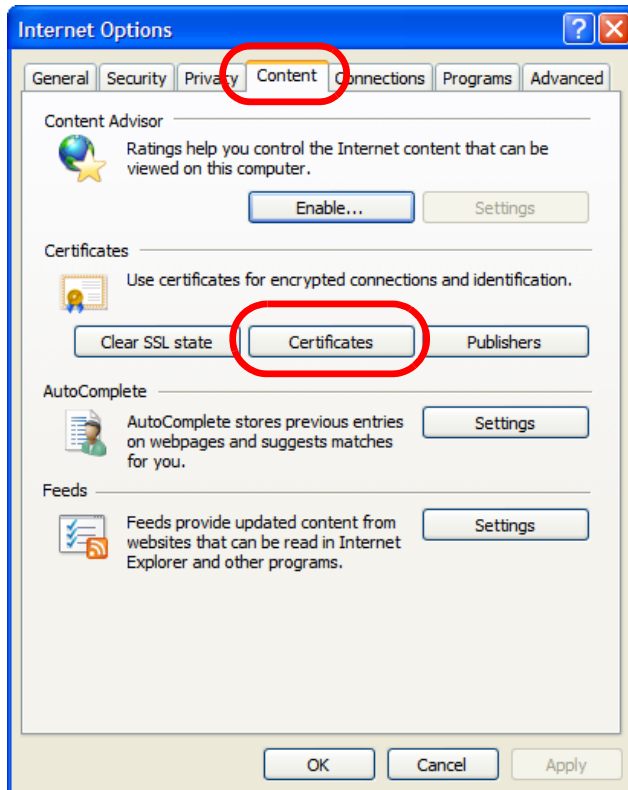 Internet Options
General Security Privacy Content Connections Programs Advanced
Content Advisor
Ratings help you control the Internet content that can be
viewed on this computer.
Enable... Settings
Certificates
Use certificates for encrypted connections and identification.
Clear SSL state Certificates Publishers
AutoComplete
AutoComplete stores previous entries
on webpages and suggests matches
for you.
Settings
Feeds
Feeds provide updated content from
websites that can be read in Internet
Explorer and other programs.
Settings
OK Cancel Apply